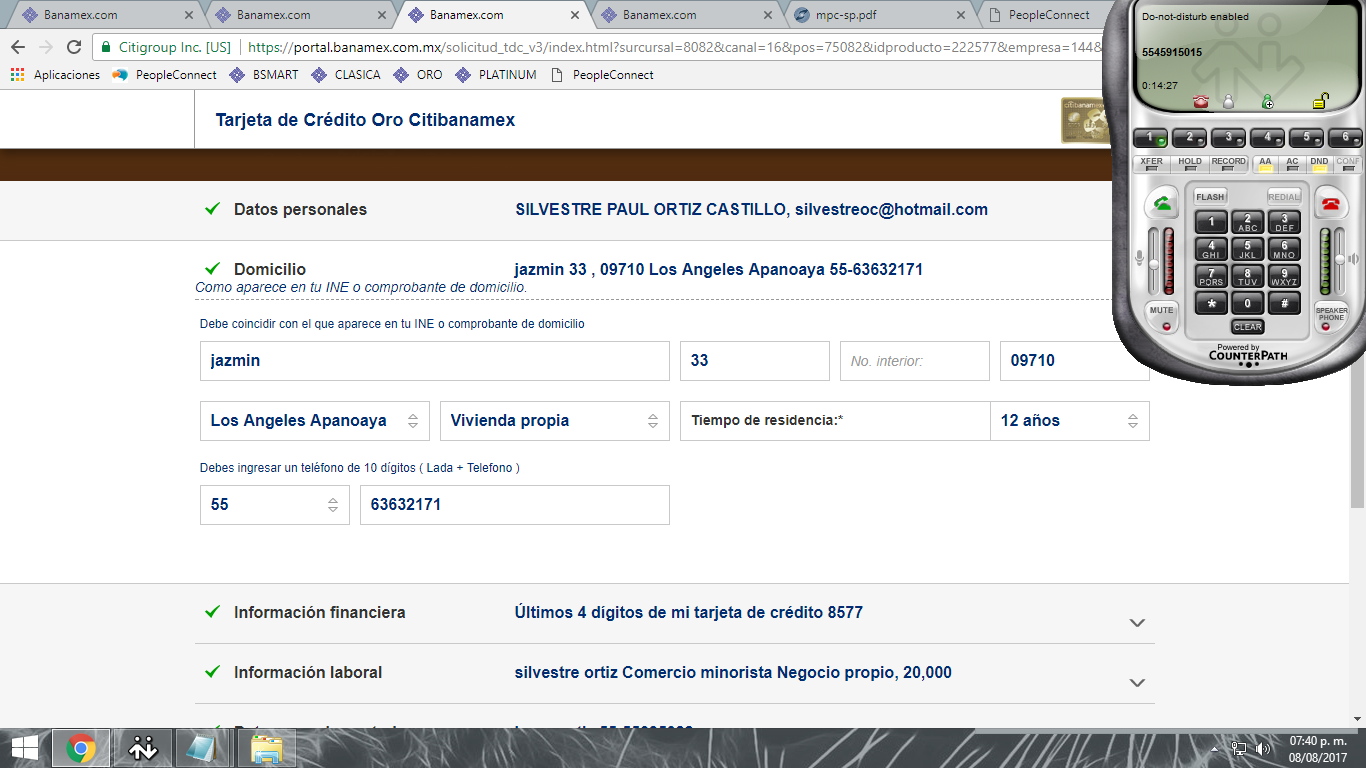 Banamex.com
Banamex.com
Banamex.com
Banamex.com
mpc-sp.pdf
PeopleConnect
Citigroup Inc. [US]
https://portal.banamex.com.mx/solicitud_tdc_v3/index.html?sursursal=8082&canal=16&pos=75082&idproducto=222577&empresa=144&
Aplicaciones
PeopleConnect
BSMART
CLASICA
ORO
PLATINUM
PeopleConnect
Tarjeta de Crédito Oro Citibanamex
Datos personales
SILVESTRE PAUL ORTIZ CASTILLO, silvestreoc@hotmail.com
Domicilio
jazmin 33 , 09710 Los Angeles Apanoaya 55-63632171
Como aparece en tu INE o comprobante de domicilio.
Debe coincidir con el que aparece en tu INE o comprobante de domicilio
jazmin
33
No. interior:
09710
Los Angeles Apanoaya
Vivienda propia
Tiempo de residencia:*
12 años
Debes ingresar un teléfono de 10 dígitos ( Lada + Telefono )
55
63632171
Información financiera
Últimos 4 dígitos de mi tarjeta de crédito 8577
Información laboral
silvestre ortiz Comercio minorista Negocio propio, 20,000
Do-not-disturb enabled
5545915015
0:14:27
1 2 3 4 5 6
XFER HOLD RECORD AA AC DND CONF
FLASH REDIAL
1 2 ABC 3 DEF
4 GHI 5 JKL 6 MNO
7 PQRS 8 TUV 9 WXYZ
* 0 #
MUTE
CLEAR
SPEAKER PHONE
Powered by
COUNTERPATH
07:40 p. m.
08/08/2017